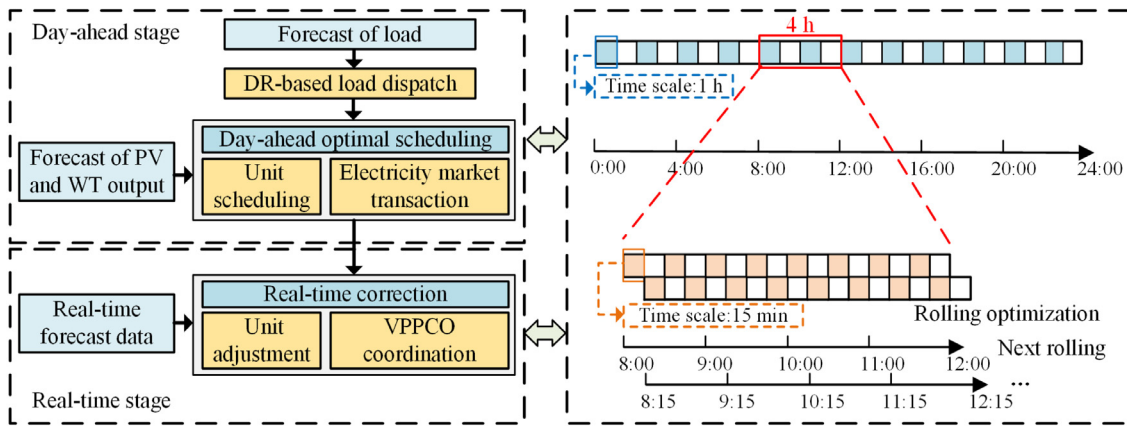 Day-ahead stage
Forecast of load
DR-based load dispatch
Day-ahead optimal scheduling
Forecast of PV
and WT output
Unit
scheduling
Electricity market
transaction
Real-time correction
Real-time
forecast data
Unit
adjustment
VPPCO
coordination
Real-time stage
4 h
Time scale:1 h
0:00 4:00 8:00 12:00 16:00 20:00 24:00
Time scale:15 min
Rolling optimization
Next rolling
8:00 9:00 10:00 11:00 12:00
...
8:15 9:15 10:15 11:15 12:15